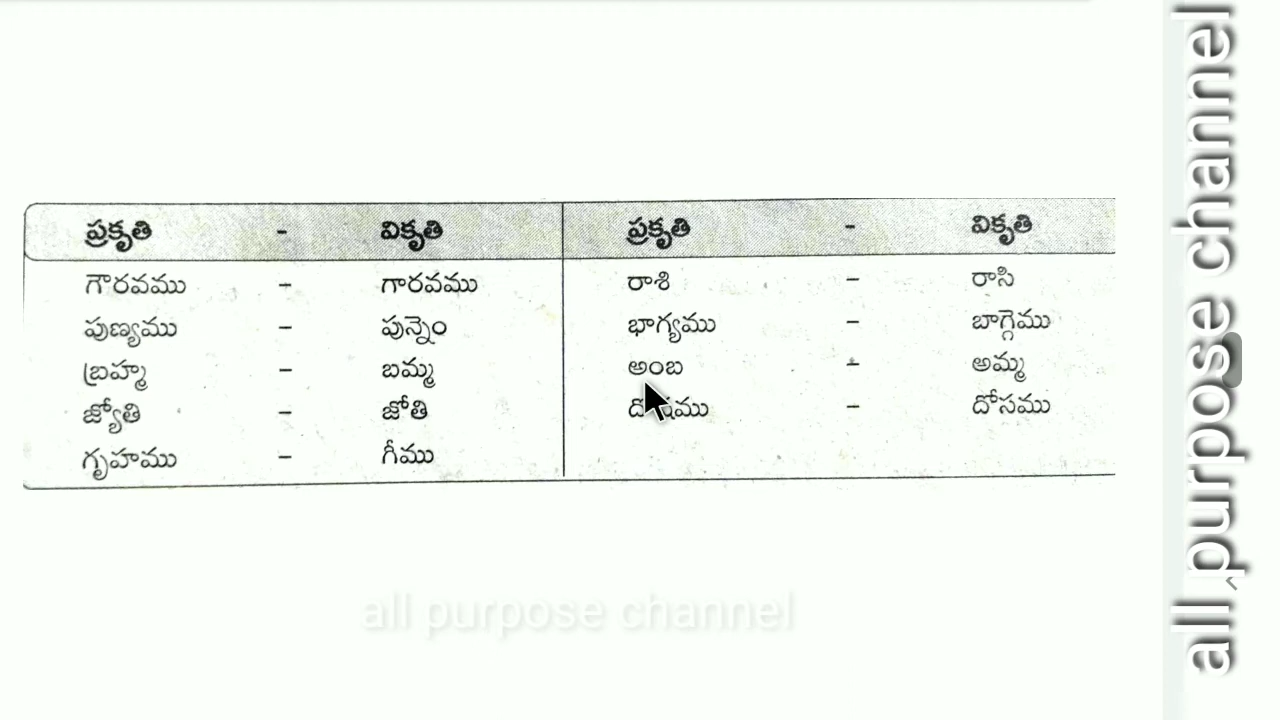 ప్రకృతి - వికృతి ప్రకృతి - వికృతి
గౌరవము - గారవము రాశి - రాసి
పుణ్యము - పున్నెం భాగ్యము - బాగ్గెము
బ్రహ్మ - బమ్మ అంబ - అమ్మ
జ్యోతి - జోతి - దోసము
గృహము - గీము
all purpose channel
all purpose channel